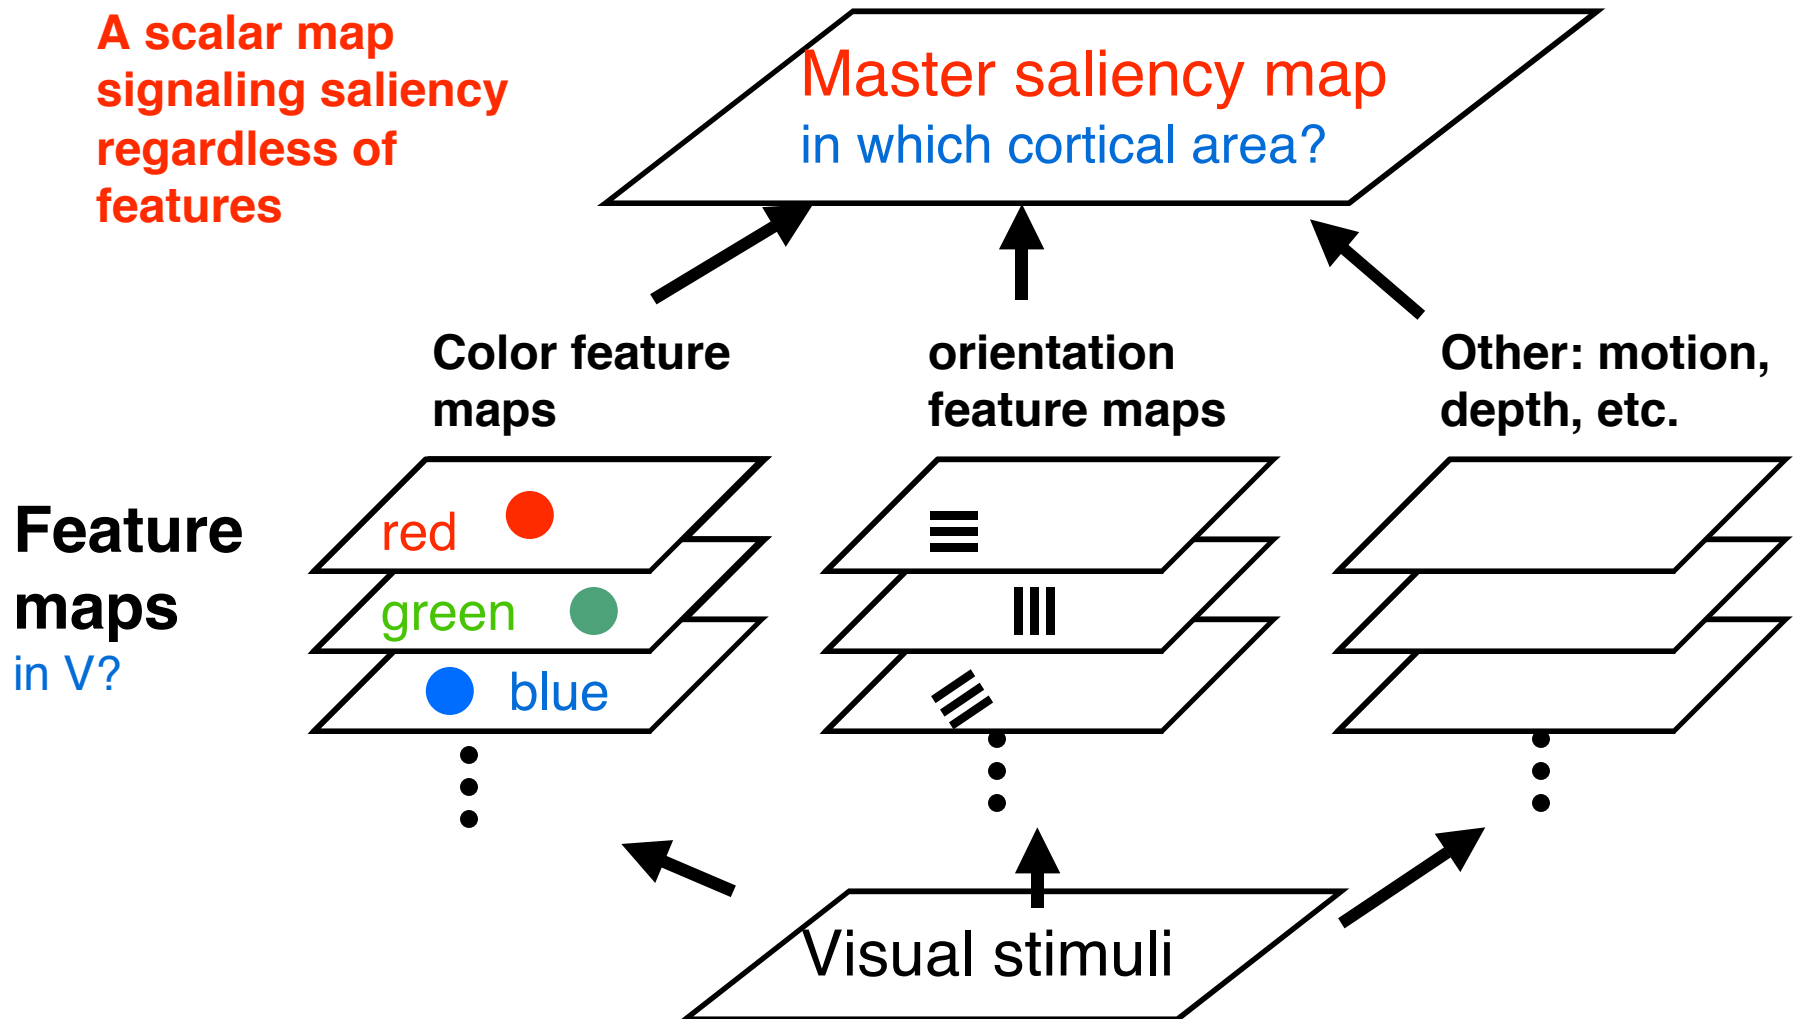 A scalar map
signaling saliency
regardless of
features
Master saliency map
in which cortical area?
Color feature
maps
orientation
feature maps
Other: motion,
depth, etc.
Feature
maps
in V?
red
green
blue
Visual stimuli